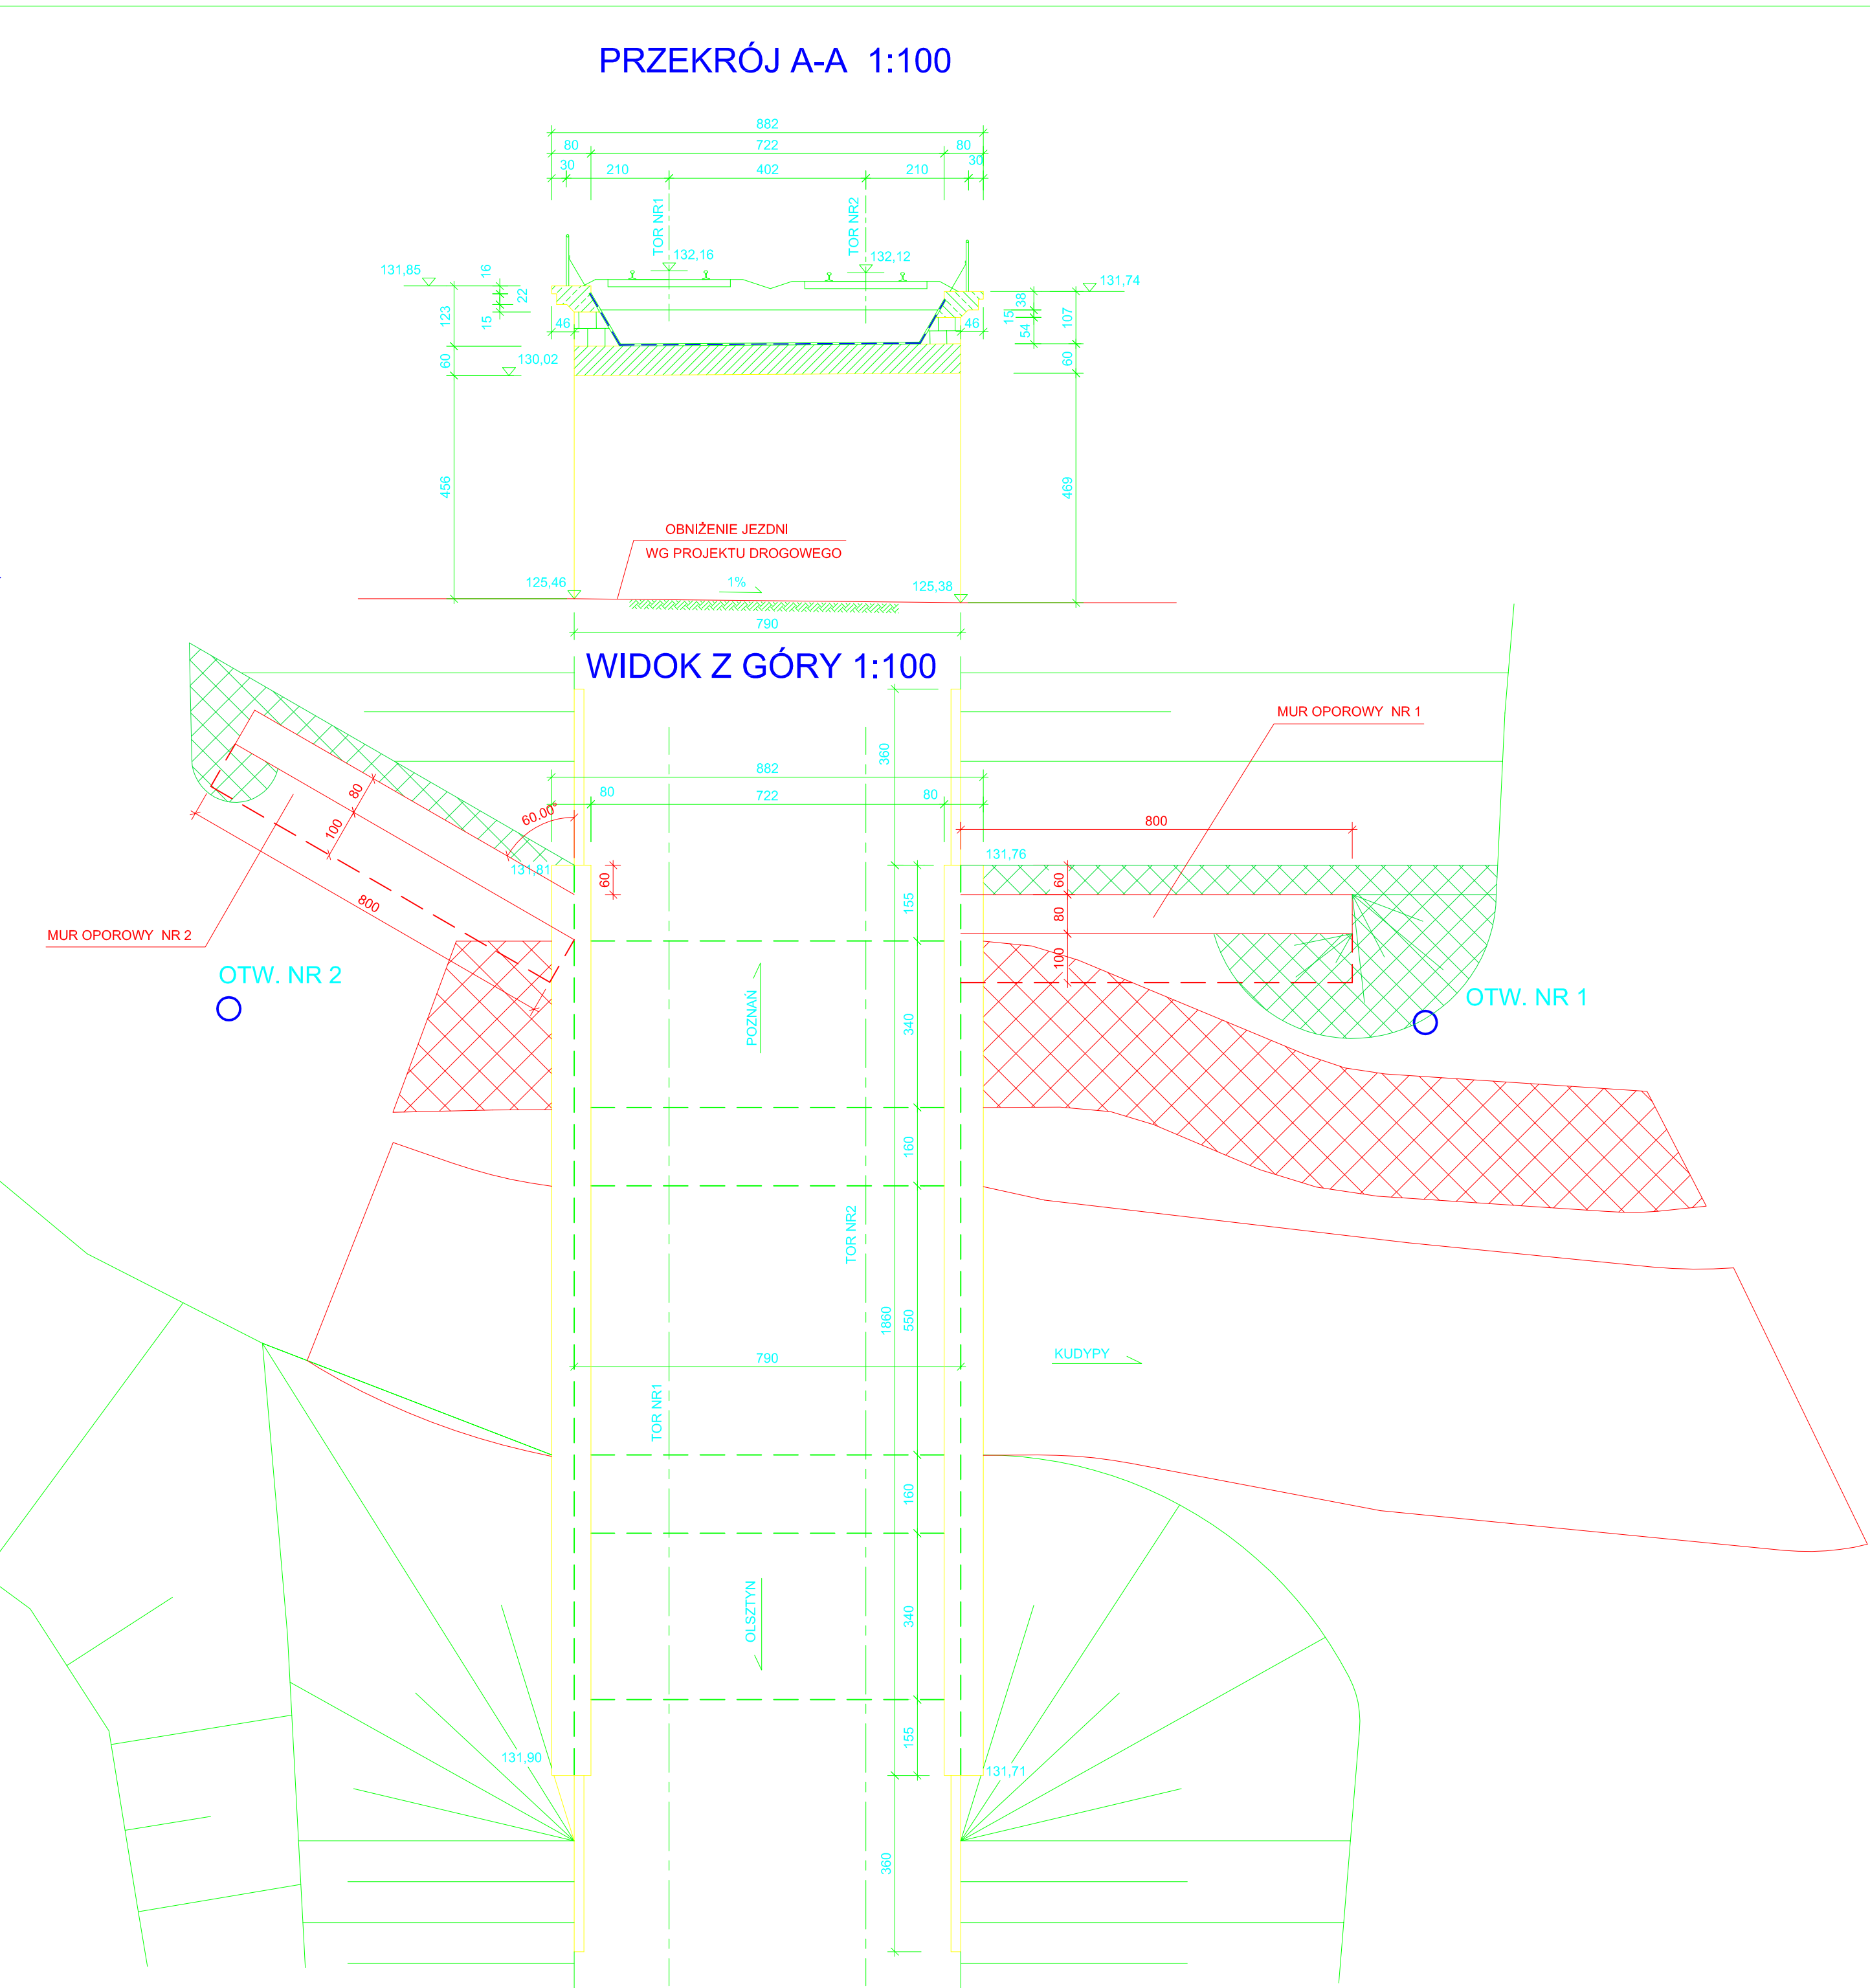 PRZEKRÓJ A-A 1:100
882
80 722 80
30 210 402 210 30
TOR NR1
TOR NR2
132,16
132,12
131,85
131,74
16
22
15
123
46
46
38
15
54
107
60
130,02
60
456
469
OBNIŻENIE JEZDNI
WG PROJEKTU DROGOWEGO
125,46
1%
125,38
790
WIDOK Z GÓRY 1:100
MUR OPOROWY NR 1
360
882
80 722 80
60.00°
80
100
800
800
131,81
131,76
60
60
80
100
155
MUR OPOROWY NR 2
OTW. NR 2
OTW. NR 1
POZNAŃ
340
160
TOR NR2
1860
550
KUDYPY
790
TOR NR1
160
OLSZTYN
340
155
131,90
131,71
360